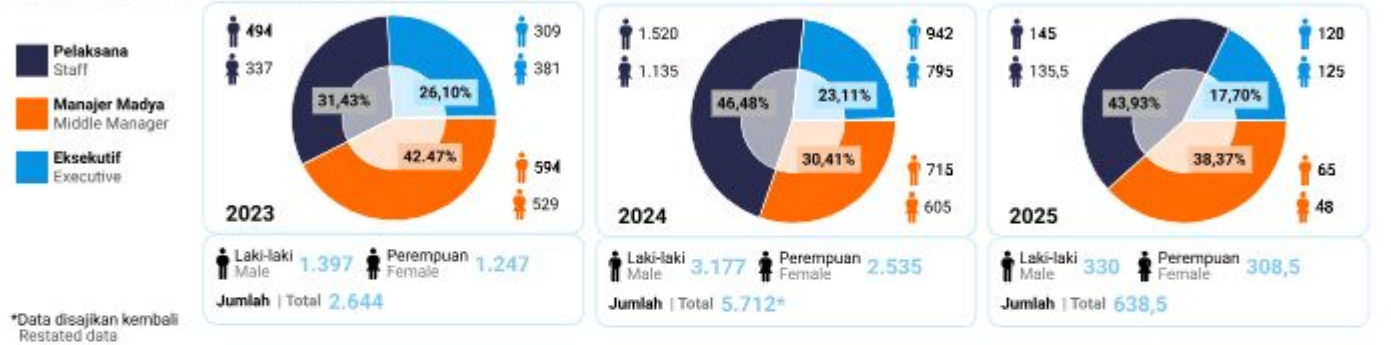 Pelaksana
Staff
Manajer Madya
Middle Manager
Eksekutif
Executive
494
337
309
381
31,43%
26,10%
42.47%
594
529
2023
Laki-laki
Male
1.397
Perempuan
Female
1.247
Jumlah | Total 2.644
1.520
1.135
942
795
46,48%
23,11%
30,41%
715
605
2024
Laki-laki
Male
3.177
Perempuan
Female
2.535
Jumlah | Total 5.712*
145
135,5
120
125
43,93%
17,70%
38,37%
65
48
2025
Laki-laki
Male
330
Perempuan
Female
308,5
Jumlah | Total 638,5
*Data disajikan kembali
Restated data